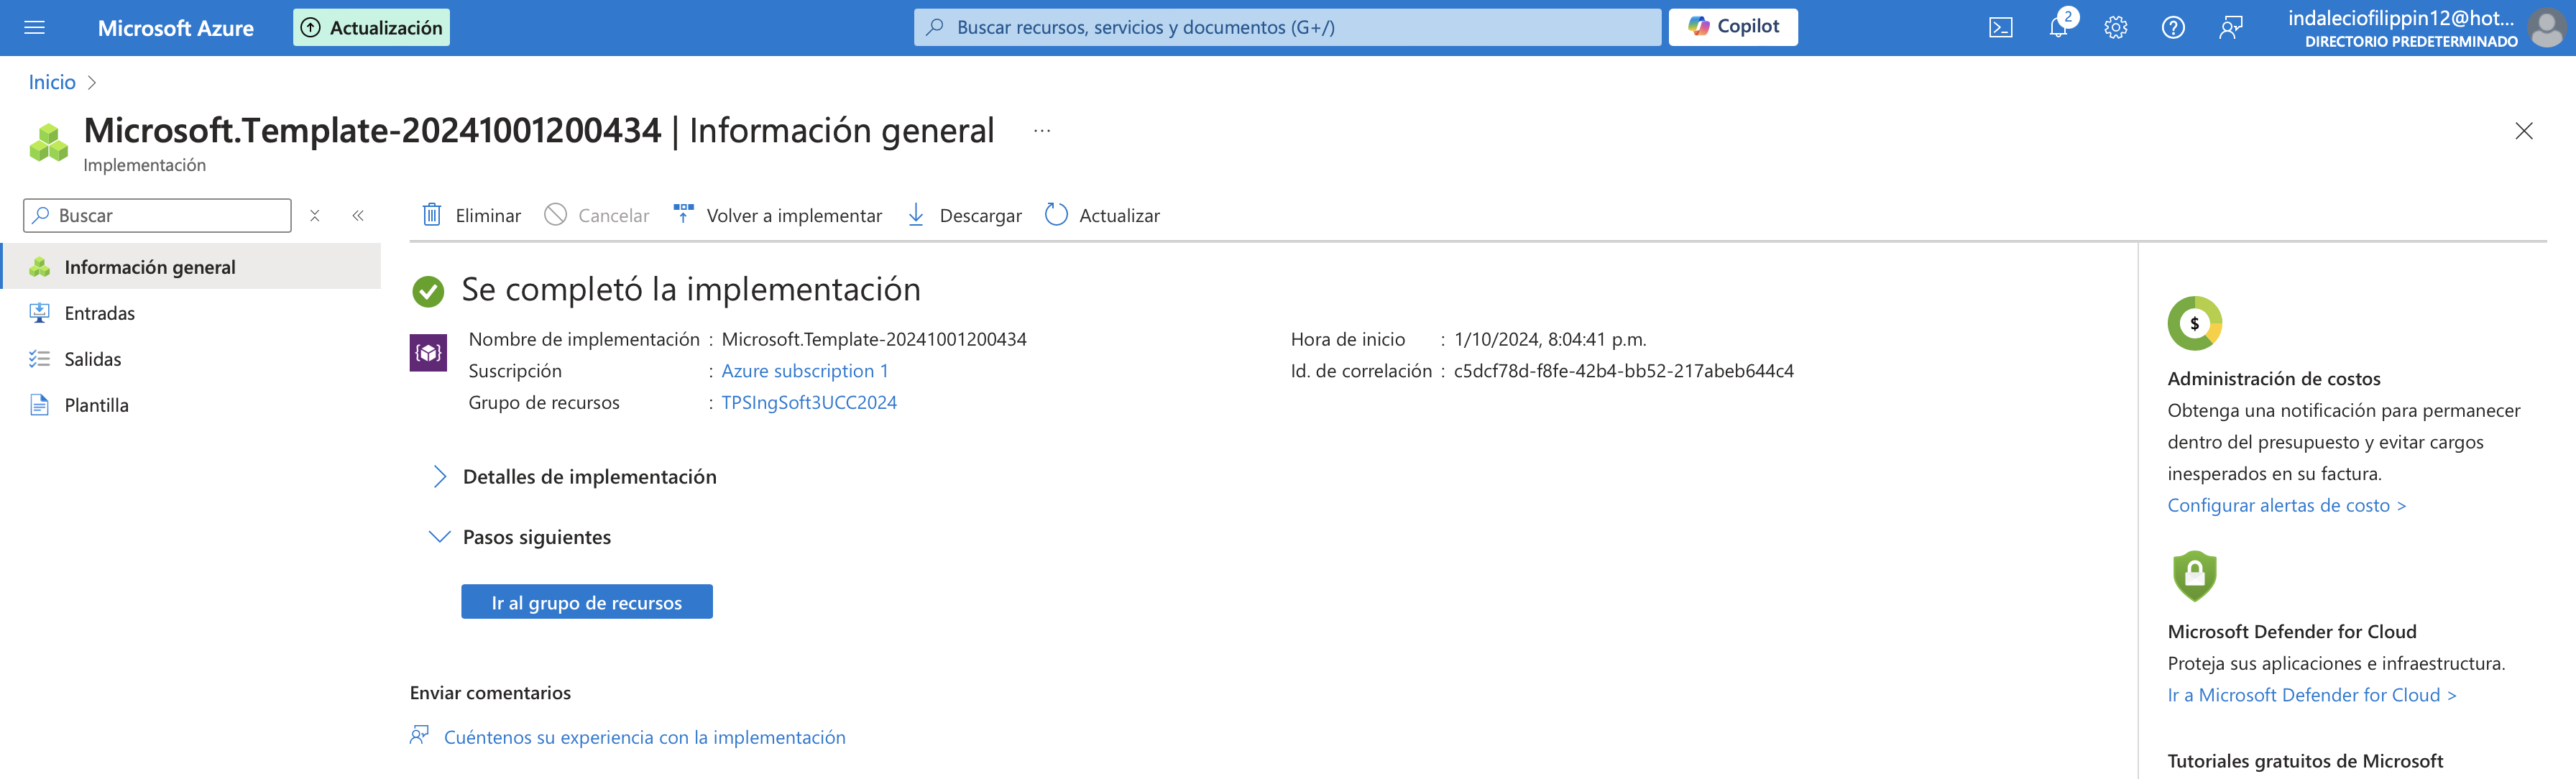 Microsoft Azure
Actualización
Buscar recursos, servicios y documentos (G+/)
Copilot
2
indaleciofilippin12@hot...
DIRECTORIO PREDETERMINADO
Inicio >
Microsoft.Template-20241001200434 | Información general ...
Implementación
Buscar
Eliminar
Cancelar
Volver a implementar
Descargar
Actualizar
Información general
Entradas
Salidas
Plantilla
Se completó la implementación
Nombre de implementación : Microsoft.Template-20241001200434
Suscripción : Azure subscription 1
Grupo de recursos : TPSIngSoft3UCC2024
Hora de inicio : 1/10/2024, 8:04:41 p.m.
Id. de correlación : c5dcf78d-f8fe-42b4-bb52-217abeb644c4
Detalles de implementación
Pasos siguientes
Ir al grupo de recursos
Enviar comentarios
Cuéntenos su experiencia con la implementación
$
Administración de costos
Obtenga una notificación para permanecer
dentro del presupuesto y evitar cargos
inesperados en su factura.
Configurar alertas de costo >
Microsoft Defender for Cloud
Proteja sus aplicaciones e infraestructura.
Ir a Microsoft Defender for Cloud >
Tutoriales gratuitos de Microsoft